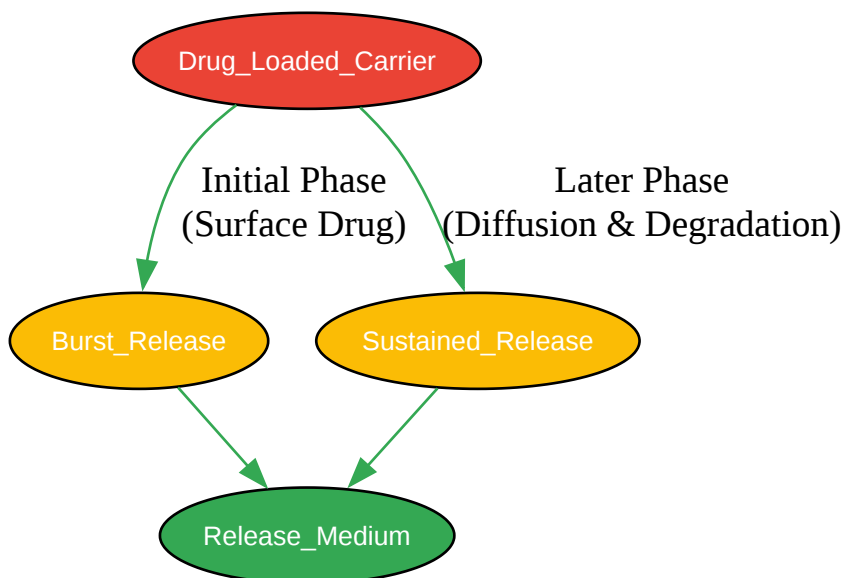 Drug_Loaded_Carrier
Initial Phase
(Surface Drug)
Later Phase
(Diffusion & Degradation)
Burst_Release
Sustained_Release
Release_Medium